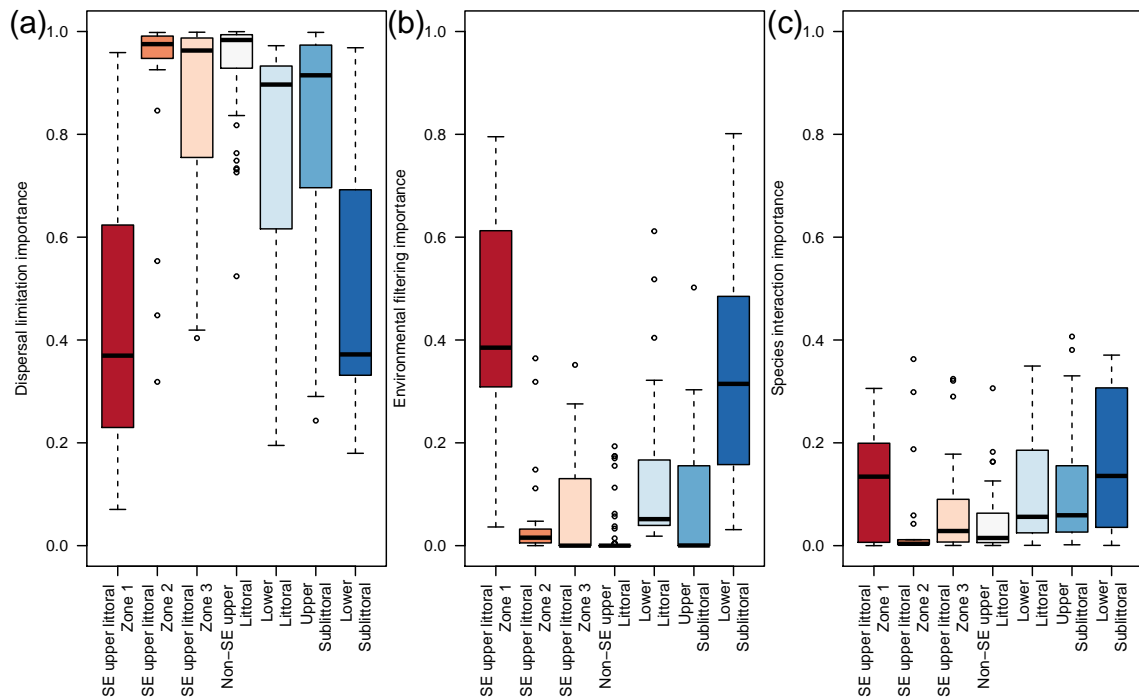 (a)
Dispersal limitation importance
1.0
0.8
0.6
0.4
0.2
0.0
SE upper littoral
Zone 1
SE upper littoral
Zone 2
SE upper littoral
Zone 3
Non−SE upper
Littoral
Lower
Littoral
Upper
Sublittoral
Lower
Sublittoral
(b)
Environmental filtering importance
1.0
0.8
0.6
0.4
0.2
0.0
SE upper littoral
Zone 1
SE upper littoral
Zone 2
SE upper littoral
Zone 3
Non−SE upper
Littoral
Lower
Littoral
Upper
Sublittoral
Lower
Sublittoral
(c)
Species interaction importance
1.0
0.8
0.6
0.4
0.2
0.0
SE upper littoral
Zone 1
SE upper littoral
Zone 2
SE upper littoral
Zone 3
Non−SE upper
Littoral
Lower
Littoral
Upper
Sublittoral
Lower
Sublittoral